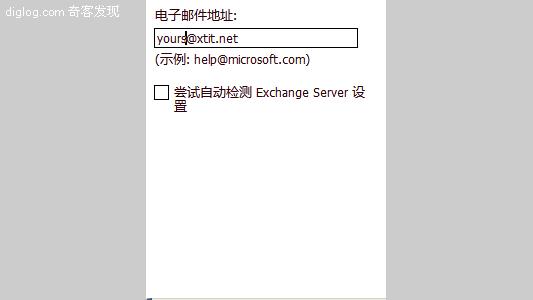 diglog.com 奇客发现
电子邮件地址:
yours@xtit.net
(示例: help@microsoft.com)
尝试自动检测 Exchange Server 设
置